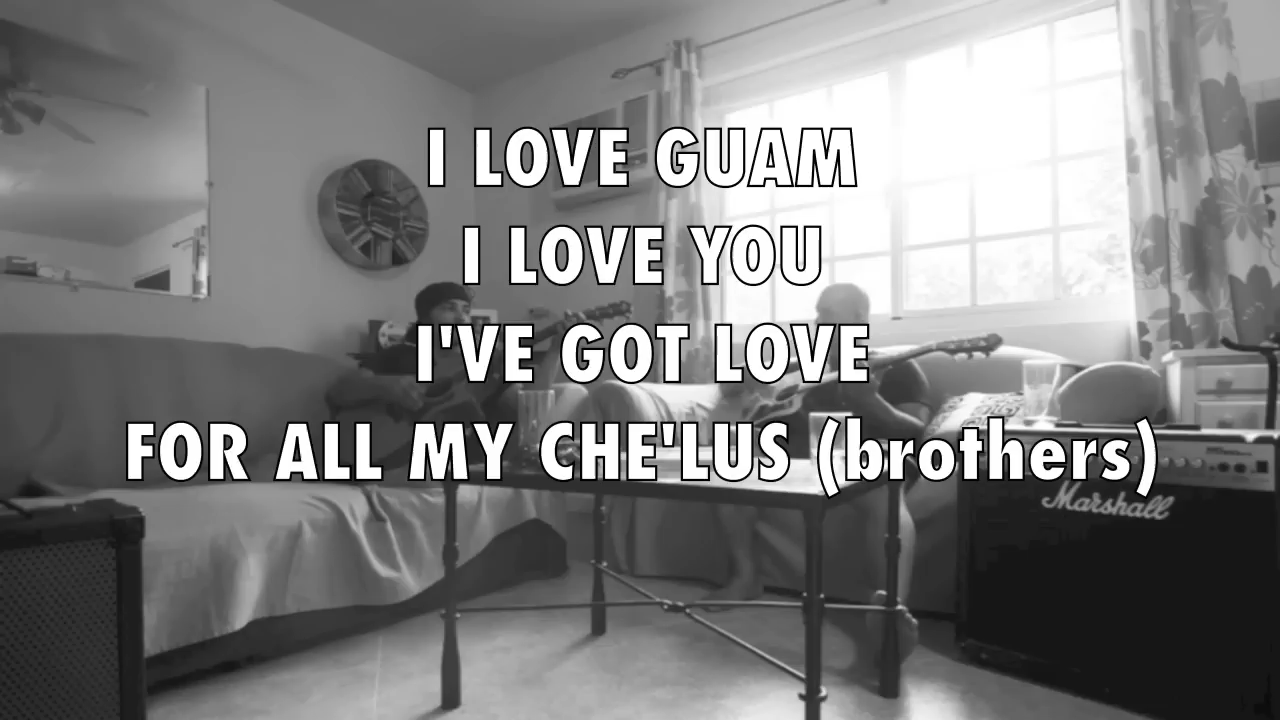 I LOVE GUAM
I LOVE YOU
I'VE GOT LOVE
FOR ALL MY CHE'LUS (brothers)
Marshall